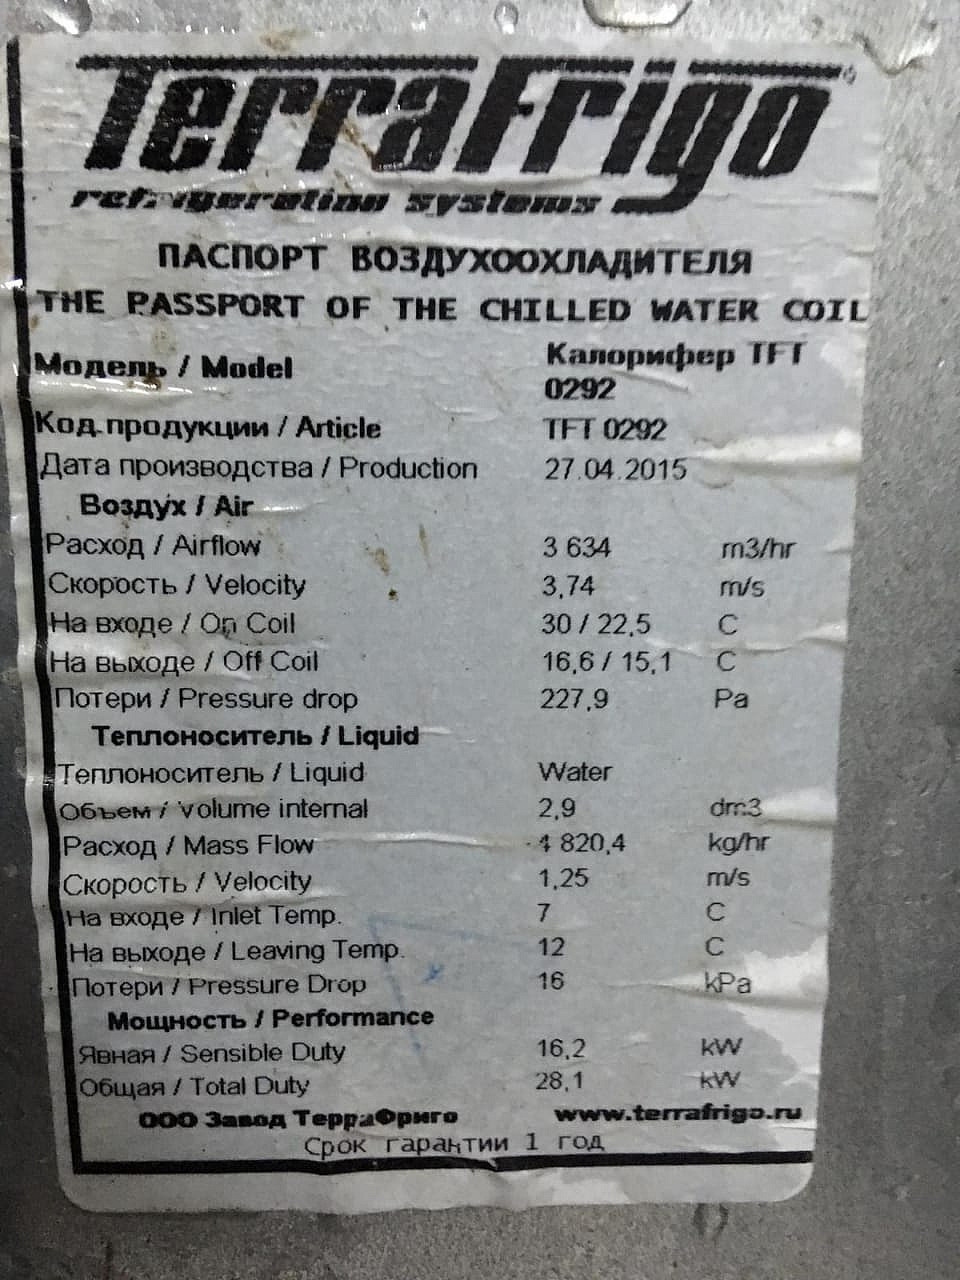 TerraFrigo
refrigeration systems
ПАСПОРТ ВОЗДУХООХЛАДИТЕЛЯ
THE PASSPORT OF THE CHILLED WATER COIL
Модель / Model Калорифер TFT 0292
Код продукции / Article TFT 0292
Дата производства / Production 27.04.2015
Воздух / Air
Расход / Airflow 3 634 m3/hr
Скорость / Velocity 3,74 m/s
На входе / On Coil 30 / 22,5 C
На выходе / Off Coil 16,6 / 15,1 C
Потери / Pressure drop 227,9 Pa
Теплоноситель / Liquid
Теплоноситель / Liquid Water
Объем / Volume internal 2,9 dm3
Расход / Mass Flow 4 820,4 kg/hr
Скорость / Velocity 1,25 m/s
На входе / Inlet Temp. 7 C
На выходе / Leaving Temp. 12 C
Потери / Pressure Drop 16 kPa
Мощность / Performance
Явная / Sensible Duty 16,2 kW
Общая / Total Duty 28,1 kW
ООО Завод ТерраФриго www.terrafrigo.ru
Срок гарантии 1 год